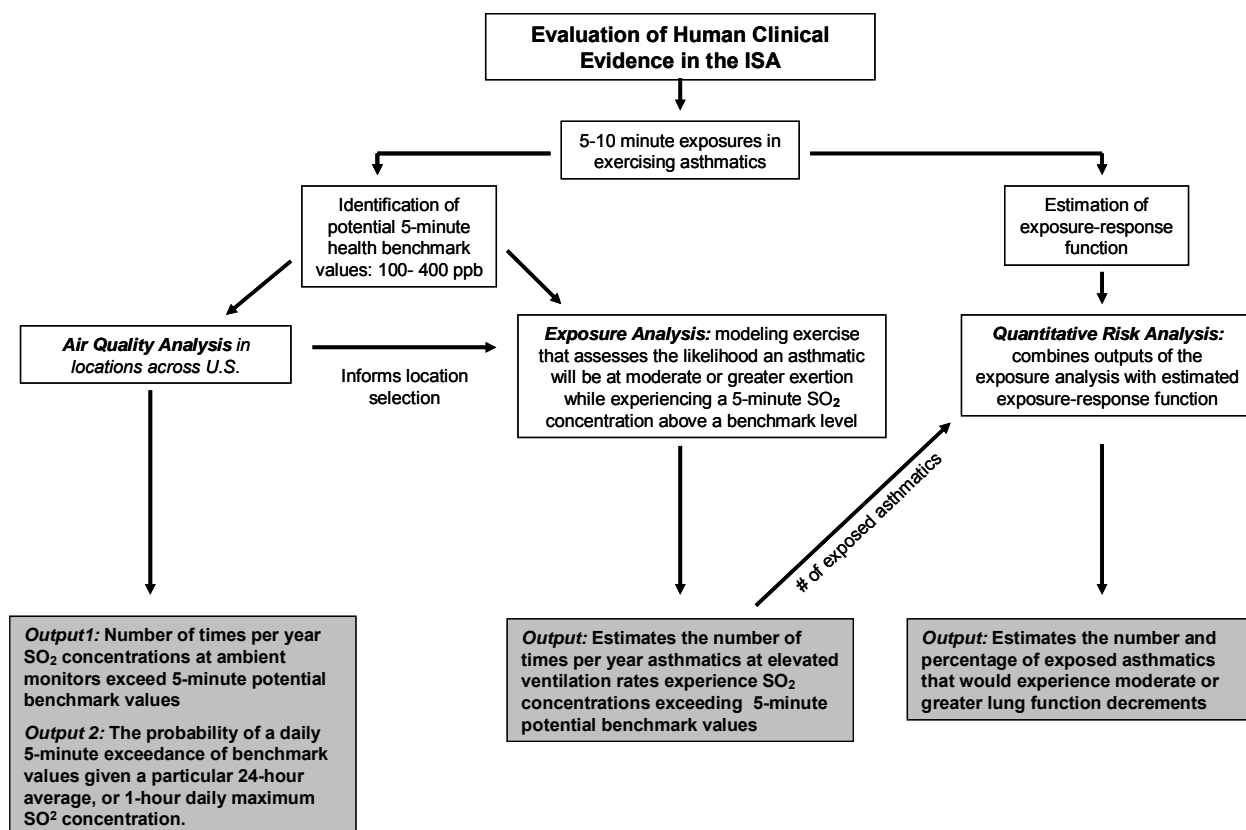 Evaluation of Human Clinical
Evidence in the ISA
5-10 minute exposures in
exercising asthmatics
Identification of
potential 5-minute
health benchmark
values: 100- 400 ppb
Estimation of
exposure-response
function
Air Quality Analysis in
locations across U.S.
Informs location
selection
Exposure Analysis: modeling exercise
that assesses the likelihood an asthmatic
will be at moderate or greater exertion
while experiencing a 5-minute SO₂
concentration above a benchmark level
Quantitative Risk Analysis:
combines outputs of the
exposure analysis with estimated
exposure-response function
# of exposed asthmatics
Output1: Number of times per year
SO₂ concentrations at ambient
monitors exceed 5-minute potential
benchmark values
Output 2: The probability of a daily
5-minute exceedance of benchmark
values given a particular 24-hour
average, or 1-hour daily maximum
SO² concentration.
Output: Estimates the number of
times per year asthmatics at elevated
ventilation rates experience SO₂
concentrations exceeding 5-minute
potential benchmark values
Output: Estimates the number and
percentage of exposed asthmatics
that would experience moderate or
greater lung function decrements